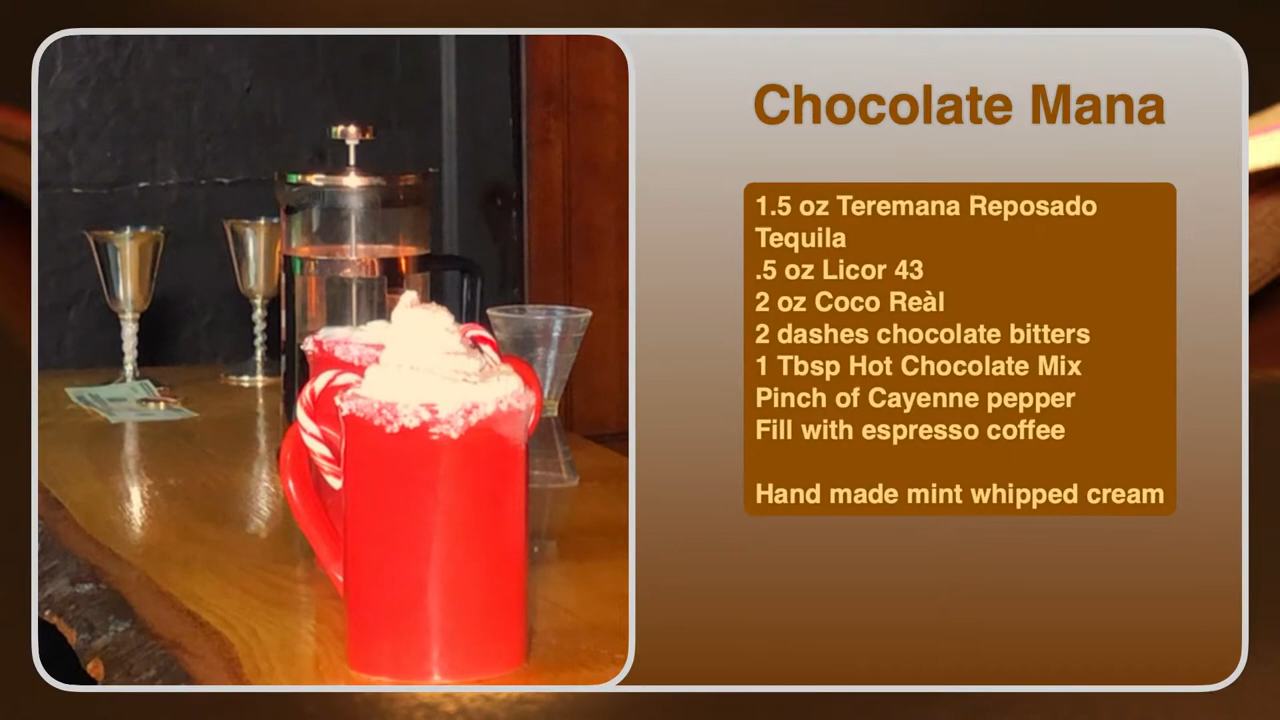 Chocolate Mana
1.5 oz Teremana Reposado
Tequila
.5 oz Licor 43
2 oz Coco Reàl
2 dashes chocolate bitters
1 Tbsp Hot Chocolate Mix
Pinch of Cayenne pepper
Fill with espresso coffee
Hand made mint whipped cream